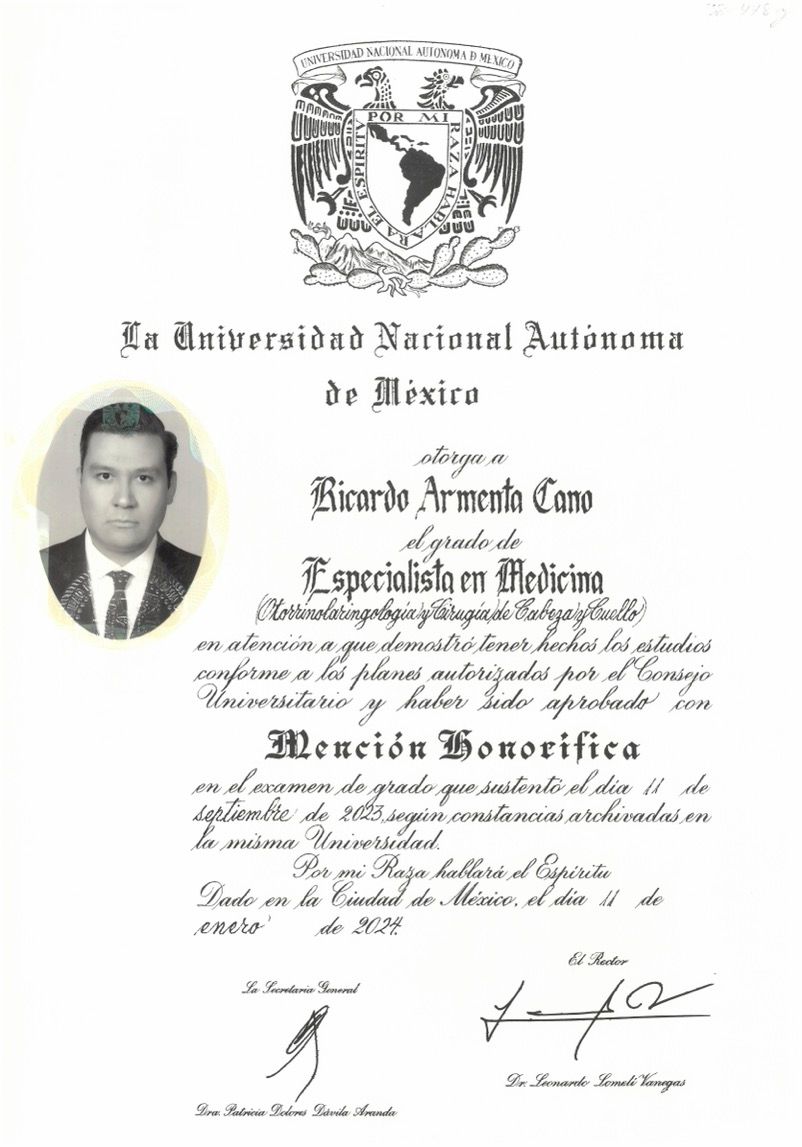 UNIVERSIDAD NACIONAL AUTONOMA D MEXICO
POR MI RAZA HABLARA EL ESPIRITV
La Universidad Nacional Autónoma
de México
otorga a
Ricardo Armenta Cano
el grado de
Especialista en Medicina
(Otorrinolaringología y Cirugía de Cabeza y Cuello)
en atención a que demostró tener hechos los estudios
conforme a los planes autorizados por el Consejo
Universitario y haber sido aprobado con
Mención Honorífica
en el examen de grado que sustentó el día 11 de
septiembre de 2023, según constancias archivadas en
la misma Universidad.
Por mi Raza hablará el Espíritu
Dado en la Ciudad de México, el día 11 de
enero de 2024.
El Rector
La Secretaria General
Dr. Leonardo Lomelí Vanegas
Dra. Patricia Dolores Dávila Aranda